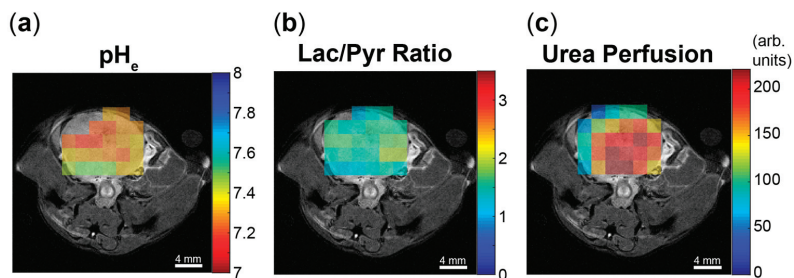 (a)
pHe
8
7.8
7.6
7.4
7.2
7
4 mm
(b)
Lac/Pyr Ratio
3
2
1
0
4 mm
(c)
Urea Perfusion
(arb.
units)
200
150
100
50
0
4 mm